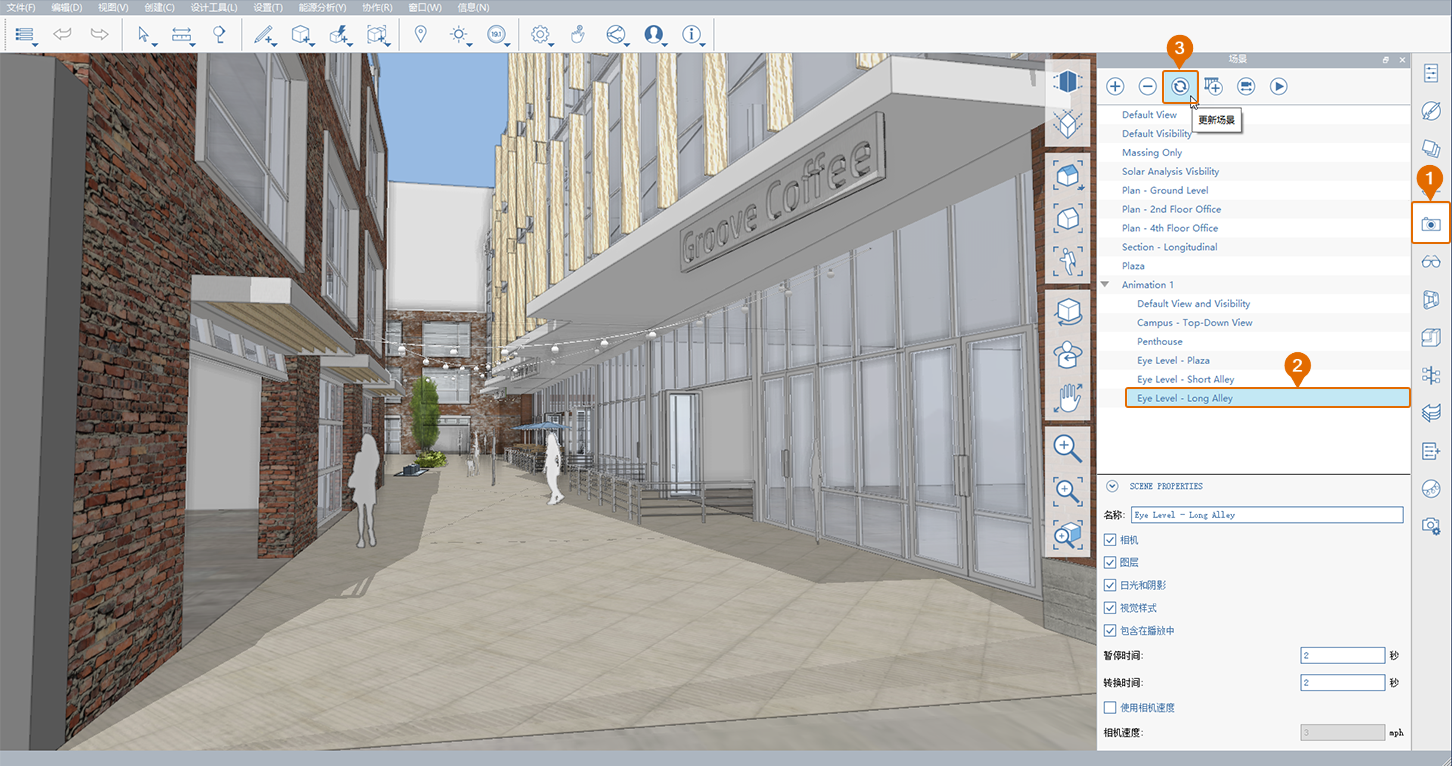 文件(F) 编辑(D) 视图(V) 创建(C) 设计工具(L) 设置(T) 能源分析(Y) 协作(R) 窗口(W) 信息(N)
191
3
场景
更新场景
Default View
Default Visibility
Massing Only
Solar Analysis Visbility
Plan - Ground Level
Plan - 2nd Floor Office
Plan - 4th Floor Office
Section - Longitudinal
Plaza
Animation 1
Default View and Visibility
Campus - Top-Down View
Penthouse
Eye Level - Plaza
Eye Level - Short Alley
Eye Level - Long Alley
1
2
Groove Coffee
SCENE PROPERTIES
名称: Eye Level - Long Alley
相机
图层
日光和阴影
视觉样式
包含在播放中
暂停时间: 2 秒
转换时间: 2 秒
使用相机速度
相机速度: 3 mph